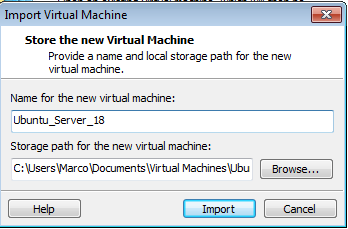 Import Virtual Machine
Store the new Virtual Machine
Provide a name and local storage path for the new
virtual machine.
Name for the new virtual machine:
Ubuntu_Server_18
Storage path for the new virtual machine:
C:\Users\Marco\Documents\Virtual Machines\Ubu
Browse...
Help
Import
Cancel